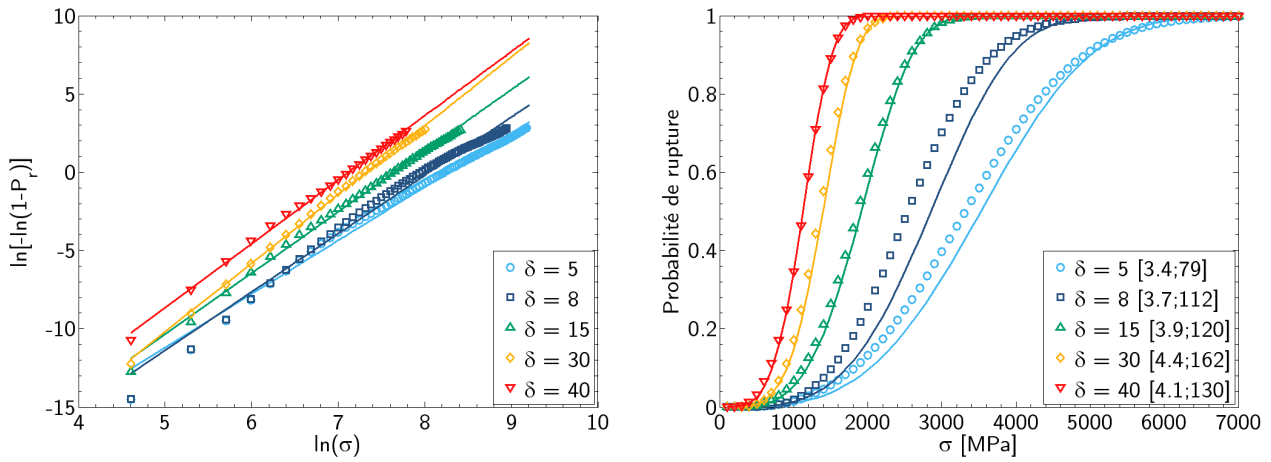 ln[-ln(1-Pr)]
10
5
0
-5
-10
-15
4
5
6
7
8
9
10
ln(σ)
δ = 5
δ = 8
δ = 15
δ = 30
δ = 40
Probabilité de rupture
1
0.8
0.6
0.4
0.2
0
0
1000
2000
3000
4000
5000
6000
7000
σ [MPa]
δ = 5 [3.4;79]
δ = 8 [3.7;112]
δ = 15 [3.9;120]
δ = 30 [4.4;162]
δ = 40 [4.1;130]